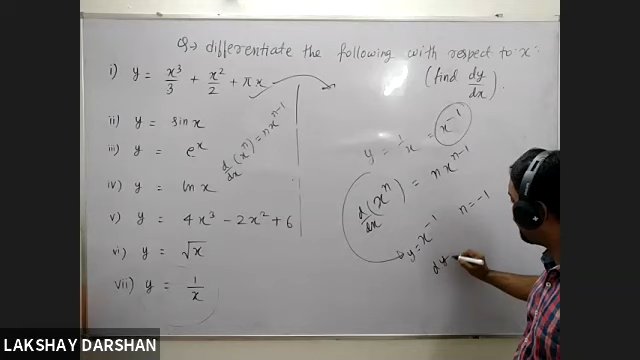 Q→ differentiate the following with respect to x:
(find dy/dx).
i) y = x³/3 + x²/2 + πx
ii) y = sin x
iii) y = eˣ
iv) y = ln x
v) y = 4x³ − 2x² + 6
vi) y = √x
vii) y = 1/x
d/dx (xⁿ) = n xⁿ⁻¹
y = 1/x = x⁻¹
d/dx (xⁿ) = n xⁿ⁻¹
y = x⁻¹ n = −1
dy
LAKSHAY DARSHAN